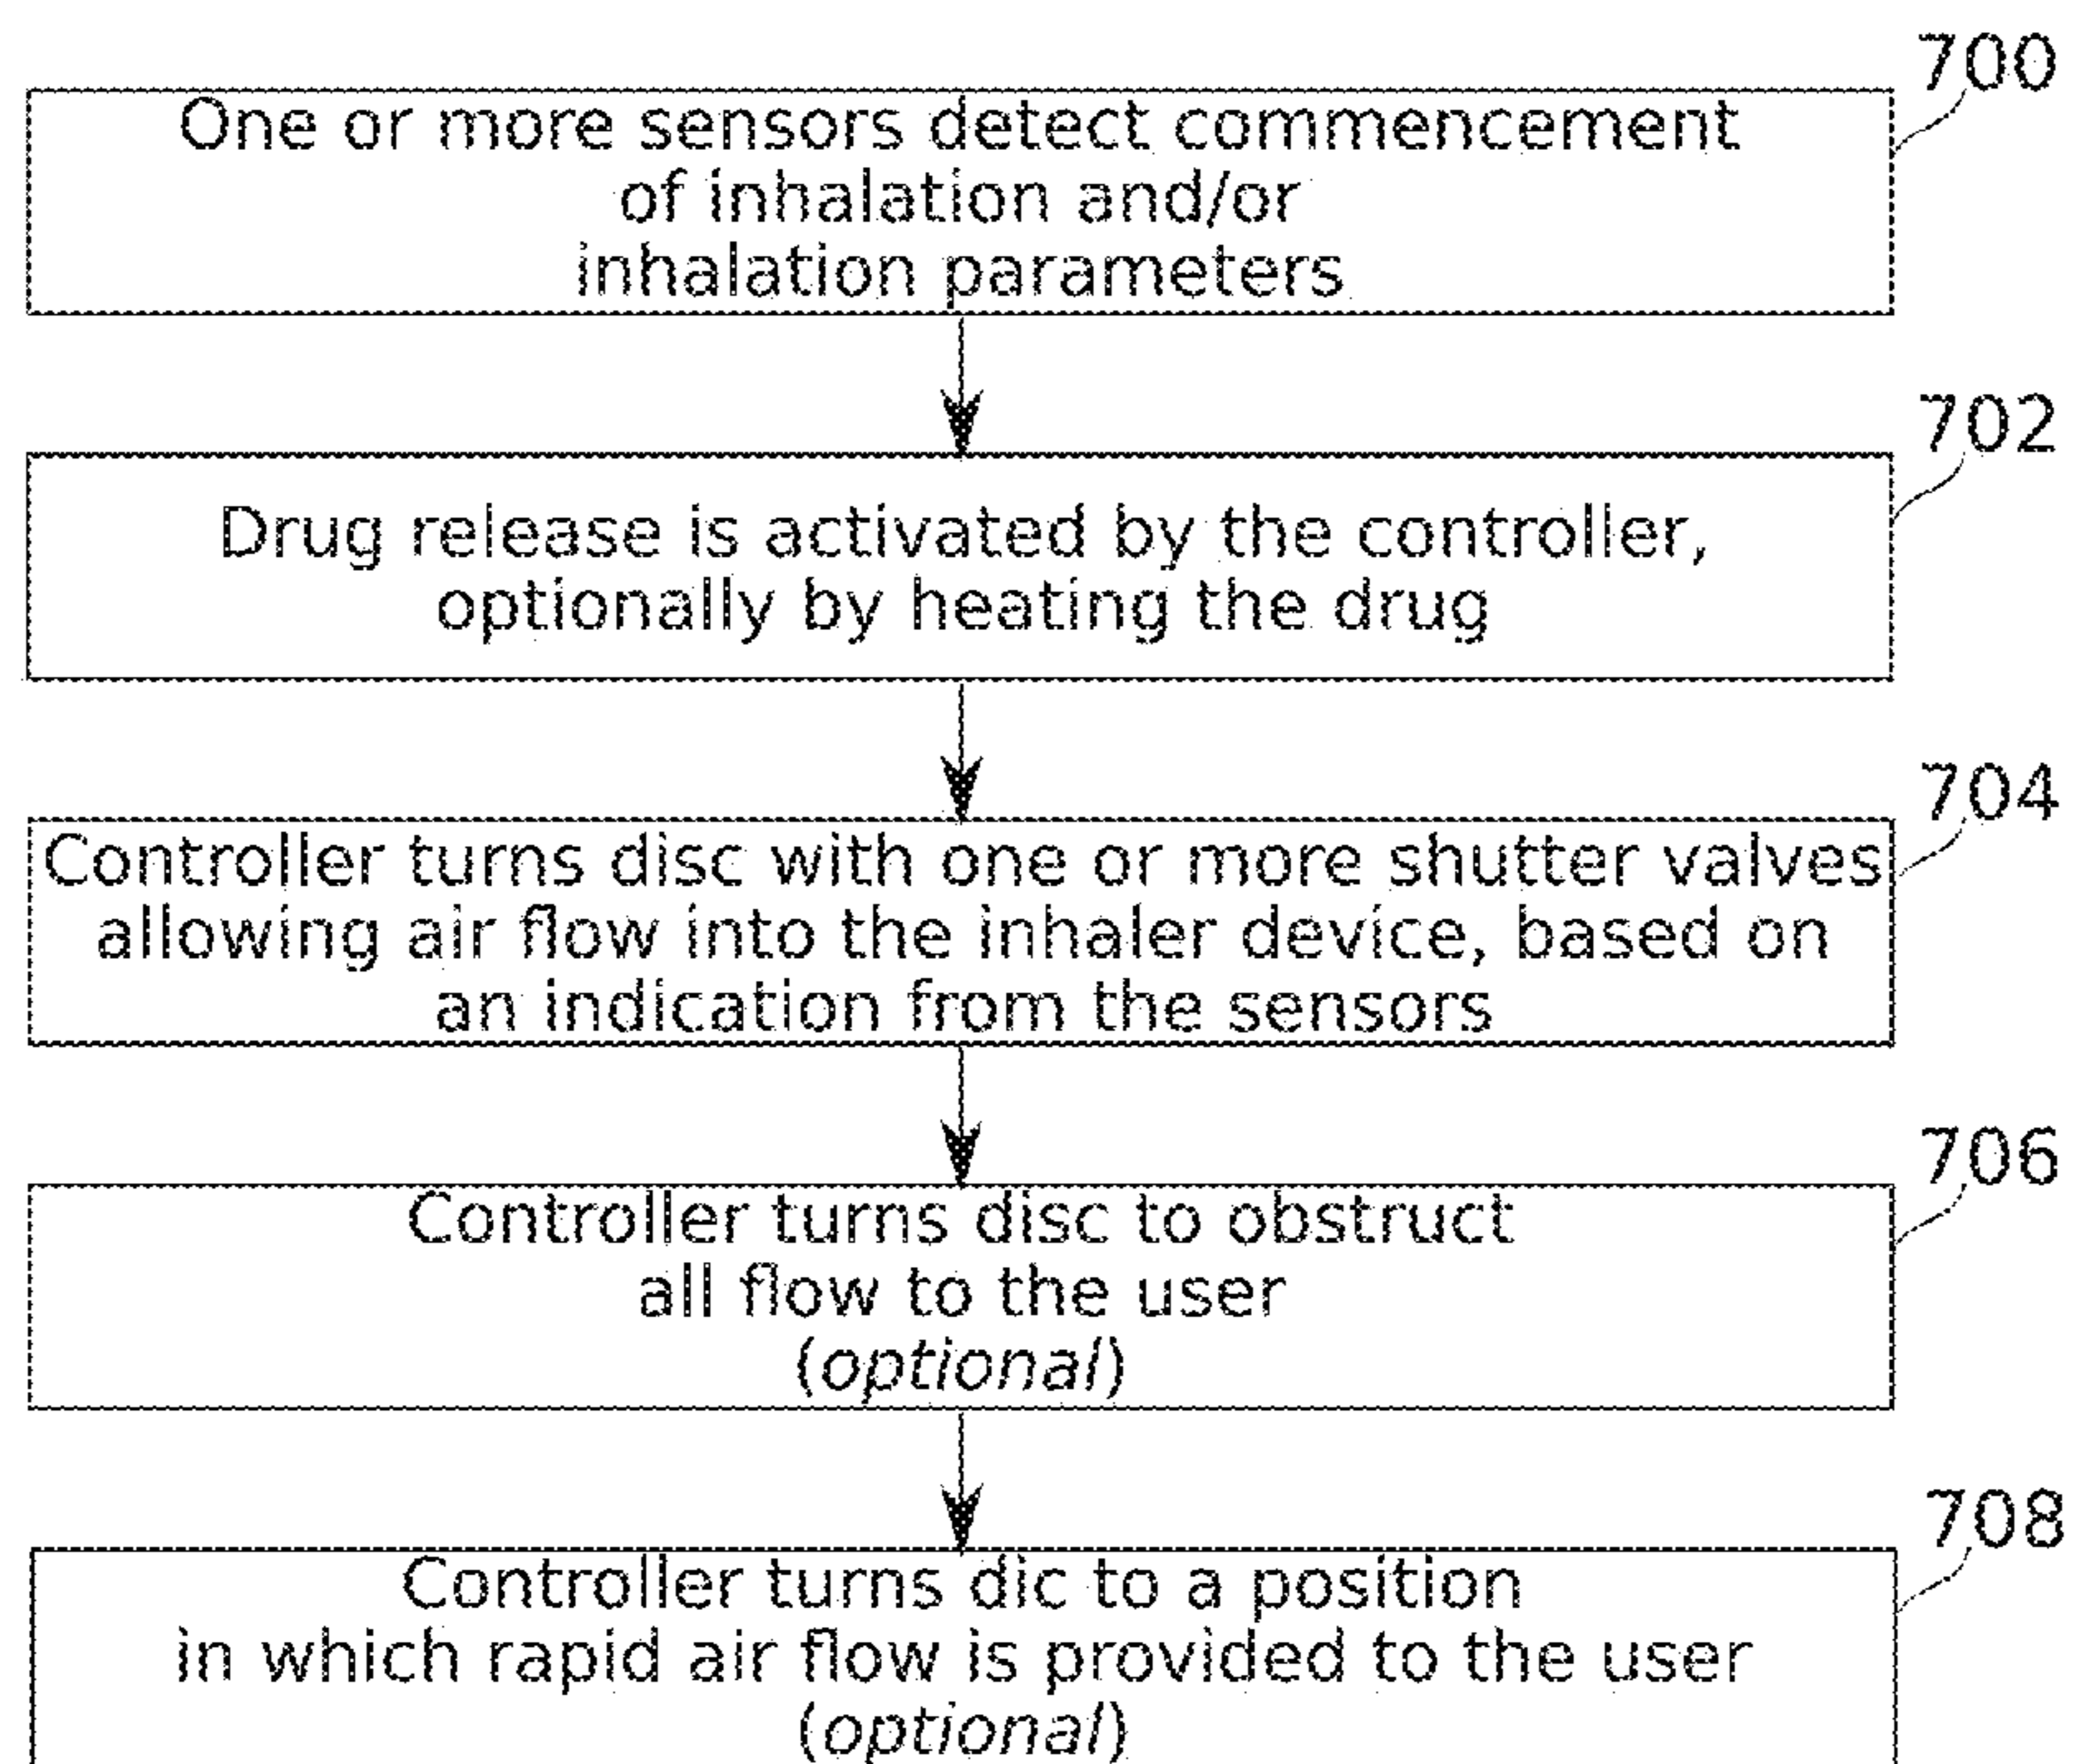 700
One or more sensors detect commencement
of inhalation and/or
inhalation parameters
702
Drug release is activated by the controller,
optionally by heating the drug
704
Controller turns disc with one or more shutter valves
allowing air flow into the inhaler device, based on
an indication from the sensors
706
Controller turns disc to obstruct
all flow to the user
(optional)
708
Controller turns dic to a position
in which rapid air flow is provided to the user
(optional)